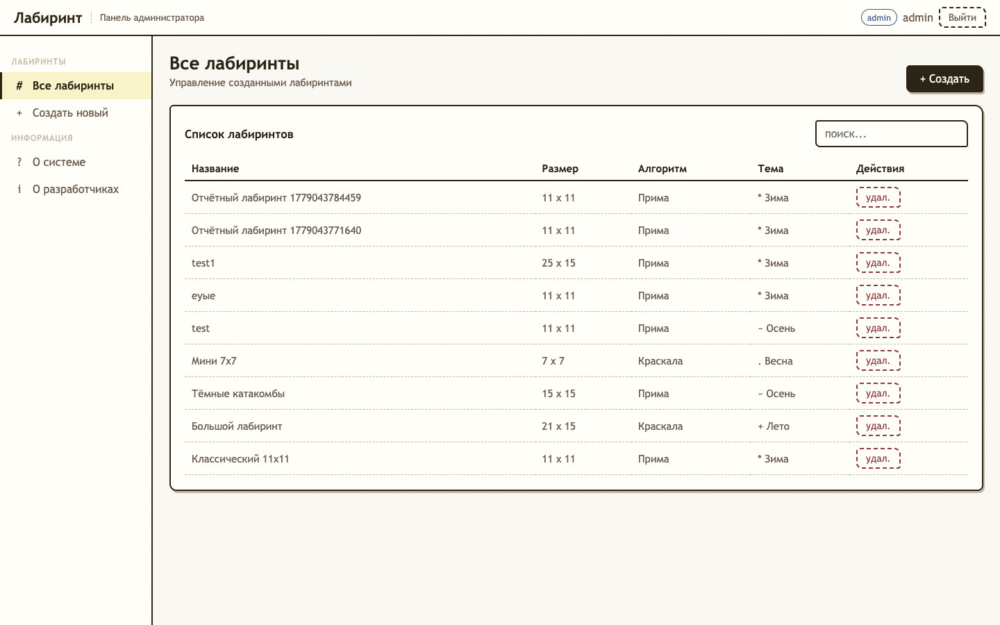 Лабиринт Панель администратора admin admin Выйти
ЛАБИРИНТЫ
# Все лабиринты
+ Создать новый
ИНФОРМАЦИЯ
? О системе
i О разработчиках
Все лабиринты
Управление созданными лабиринтами
+ Создать
Список лабиринтов поиск...
Название Размер Алгоритм Тема Действия
Отчётный лабиринт 1779043784459 11 x 11 Прима * Зима удал.
Отчётный лабиринт 1779043771640 11 x 11 Прима * Зима удал.
test1 25 x 15 Прима * Зима удал.
еуые 11 x 11 Прима * Зима удал.
test 11 x 11 Прима ~ Осень удал.
Мини 7x7 7 x 7 Краскала . Весна удал.
Тёмные катакомбы 15 x 15 Прима ~ Осень удал.
Большой лабиринт 21 x 15 Краскала + Лето удал.
Классический 11x11 11 x 11 Прима * Зима удал.